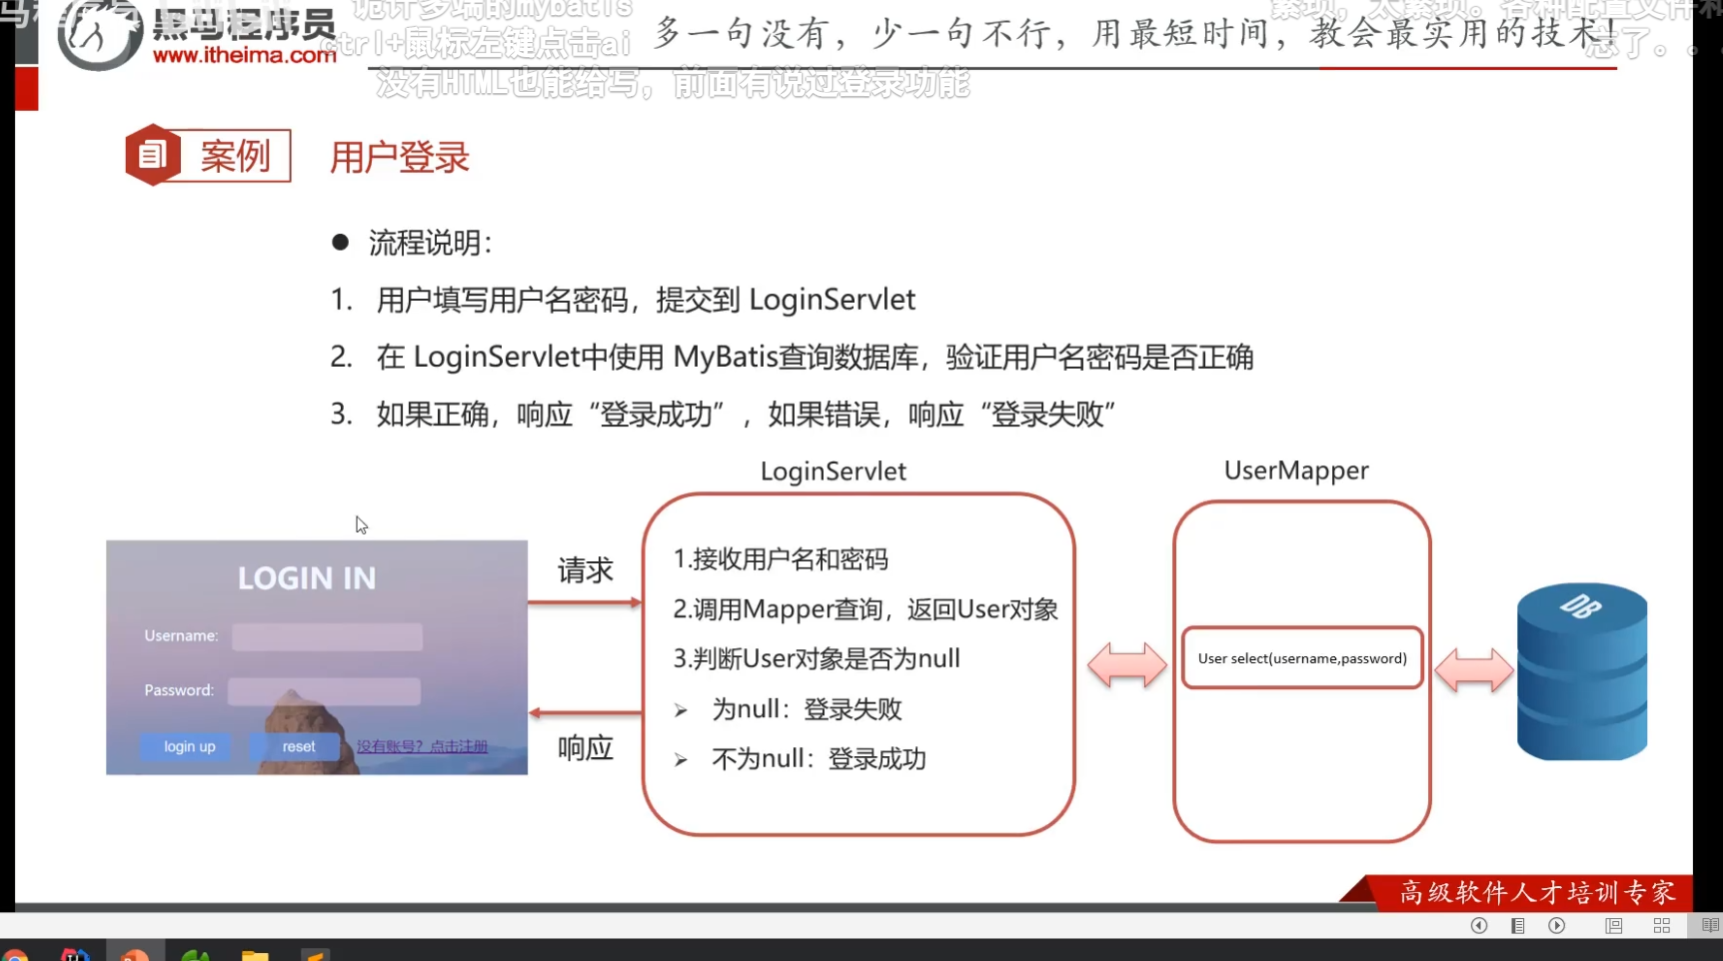 诡计多端的mybatis
黑马程序员
www.itheima.com
ctrl+鼠标左键点击ai
多一句没有，少一句不行，用最短时间，教会最实用的技术！
忘了。。。
没有HTML也能给写，前面有说过登录功能
案例
用户登录
● 流程说明：
1. 用户填写用户名密码，提交到 LoginServlet
2. 在 LoginServlet中使用 MyBatis查询数据库，验证用户名密码是否正确
3. 如果正确，响应“登录成功”，如果错误，响应“登录失败”
LoginServlet
UserMapper
LOGIN IN
Username:
Password:
login up
reset
没有账号？点击注册
请求
响应
1.接收用户名和密码
2.调用Mapper查询，返回User对象
3.判断User对象是否为null
➢ 为null：登录失败
➢ 不为null：登录成功
User select(username,password)
DB
高级软件人才培训专家